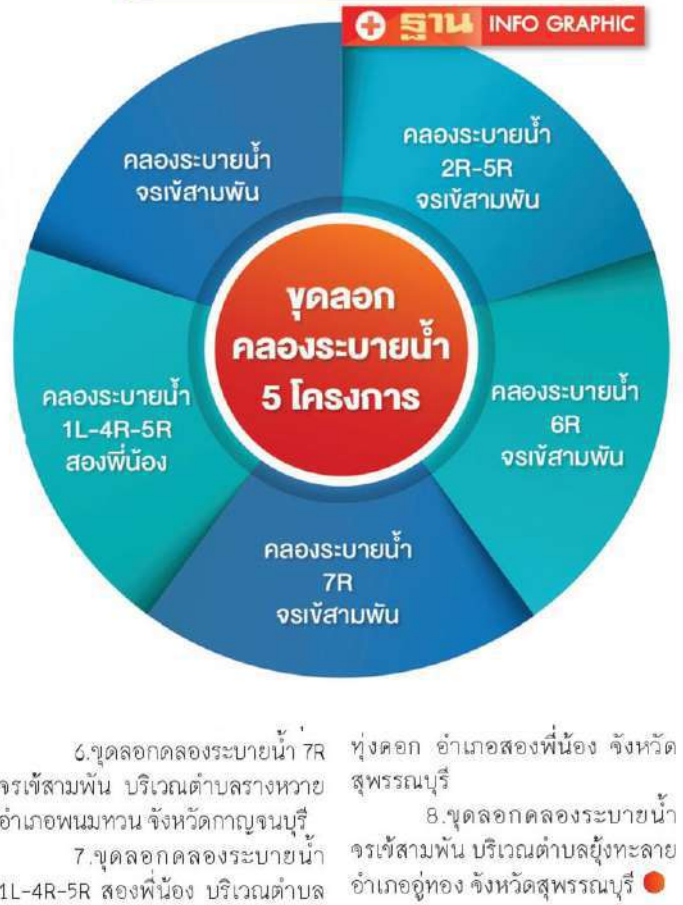 ฐาน INFO GRAPHIC
คลองระบายน้ำ
จรเข้สามพัน
คลองระบายน้ำ
2R-5R
จรเข้สามพัน
ขุดลอก
คลองระบายน้ำ
5 โครงการ
คลองระบายน้ำ
1L-4R-5R
สองพี่น้อง
คลองระบายน้ำ
6R
จรเข้สามพัน
คลองระบายน้ำ
7R
จรเข้สามพัน
6.ขุดลอกคลองระบายน้ำ 7R
จรเข้สามพัน บริเวณตำบลรางหวาย
อำเภอพนมทวน จังหวัดกาญจนบุรี
7.ขุดลอกคลองระบายน้ำ
1L-4R-5R สองพี่น้อง บริเวณตำบล
ทุ่งคอก อำเภอสองพี่น้อง จังหวัด
สุพรรณบุรี
8.ขุดลอกคลองระบายน้ำ
จรเข้สามพัน บริเวณตำบลยุ้งทะลาย
อำเภออู่ทอง จังหวัดสุพรรณบุรี